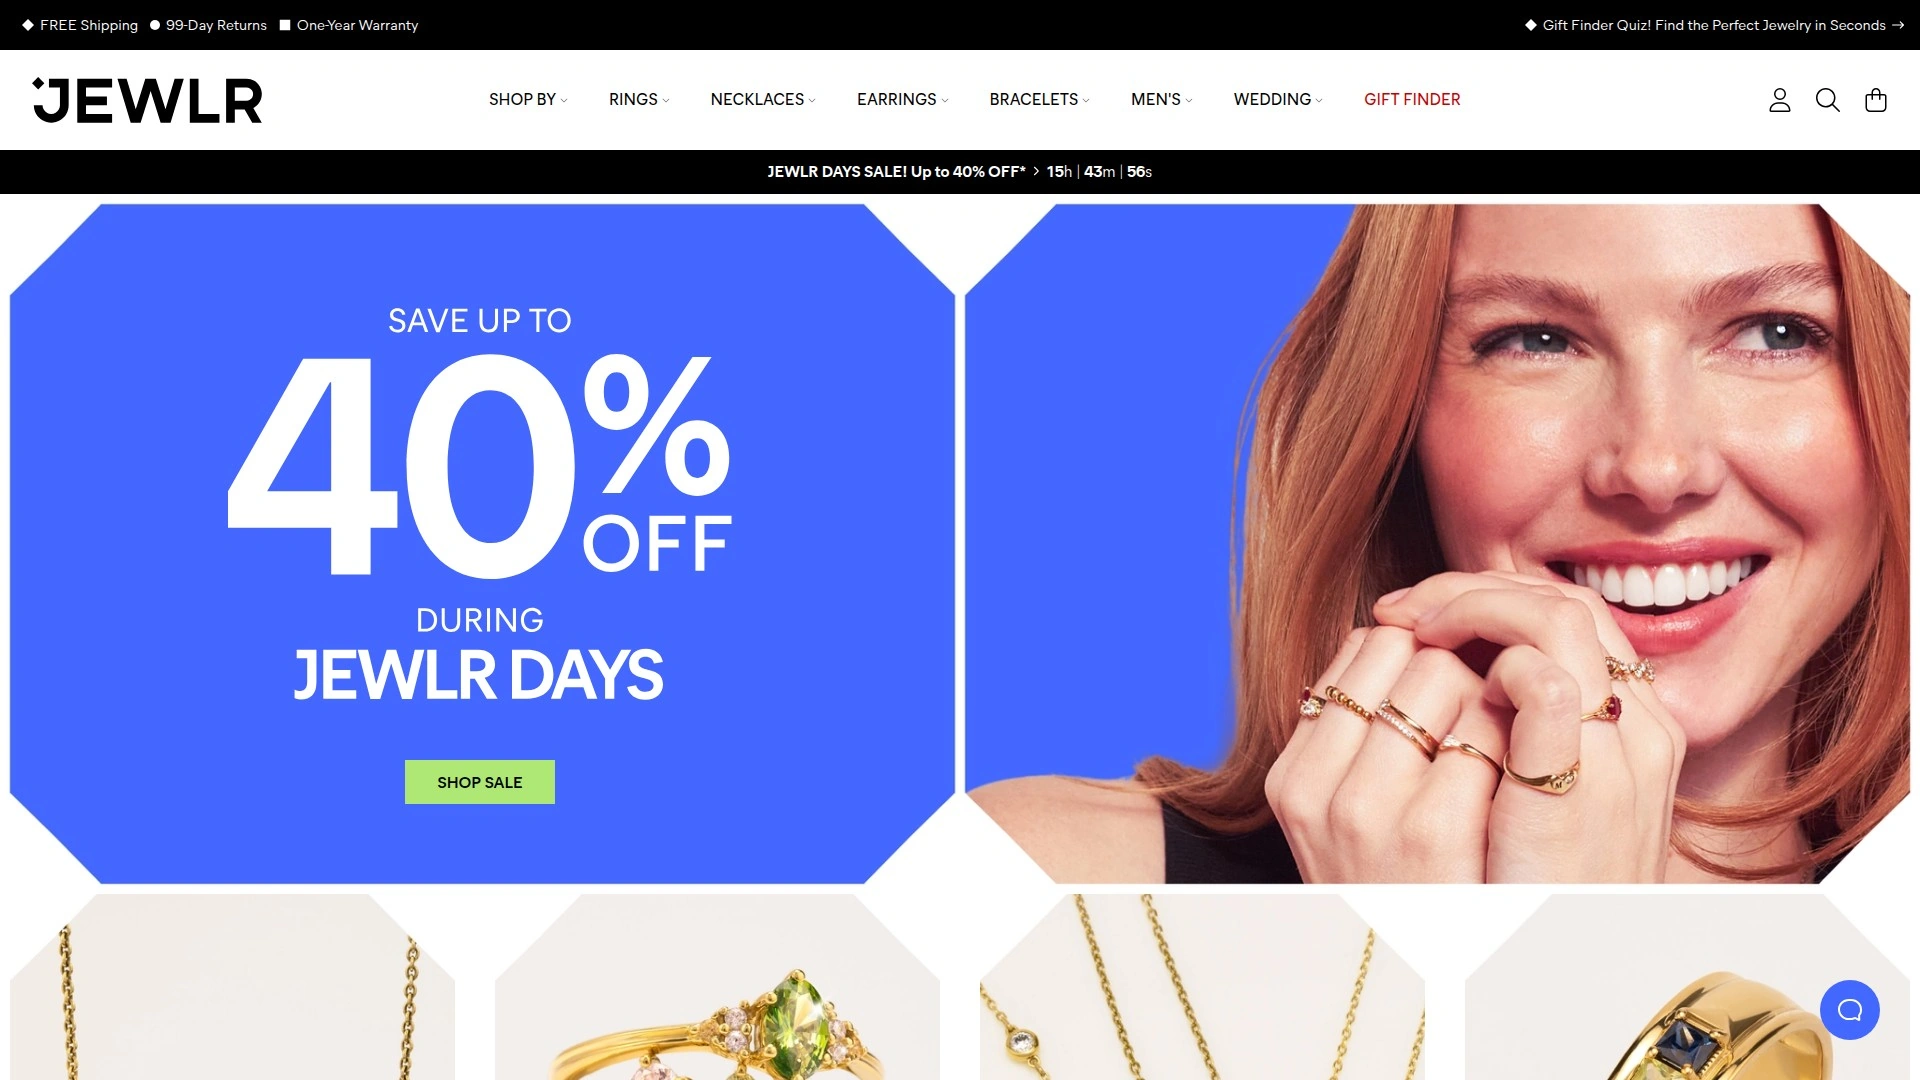 FREE Shipping 99-Day Returns One-Year Warranty
Gift Finder Quiz! Find the Perfect Jewelry in Seconds →
JEWLR
SHOP BY
RINGS
NECKLACES
EARRINGS
BRACELETS
MEN'S
WEDDING
GIFT FINDER
JEWLR DAYS SALE! Up to 40% OFF* > 15h | 43m | 56s
SAVE UP TO
40% OFF
DURING
JEWLR DAYS
SHOP SALE